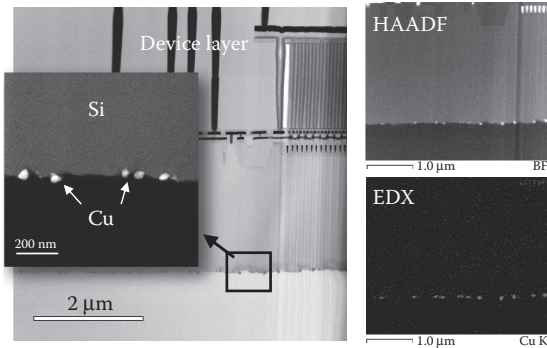 Device layer
Si
Cu
200 nm
2 µm
HAADF
1.0 µm
BF
EDX
1.0 µm
Cu K